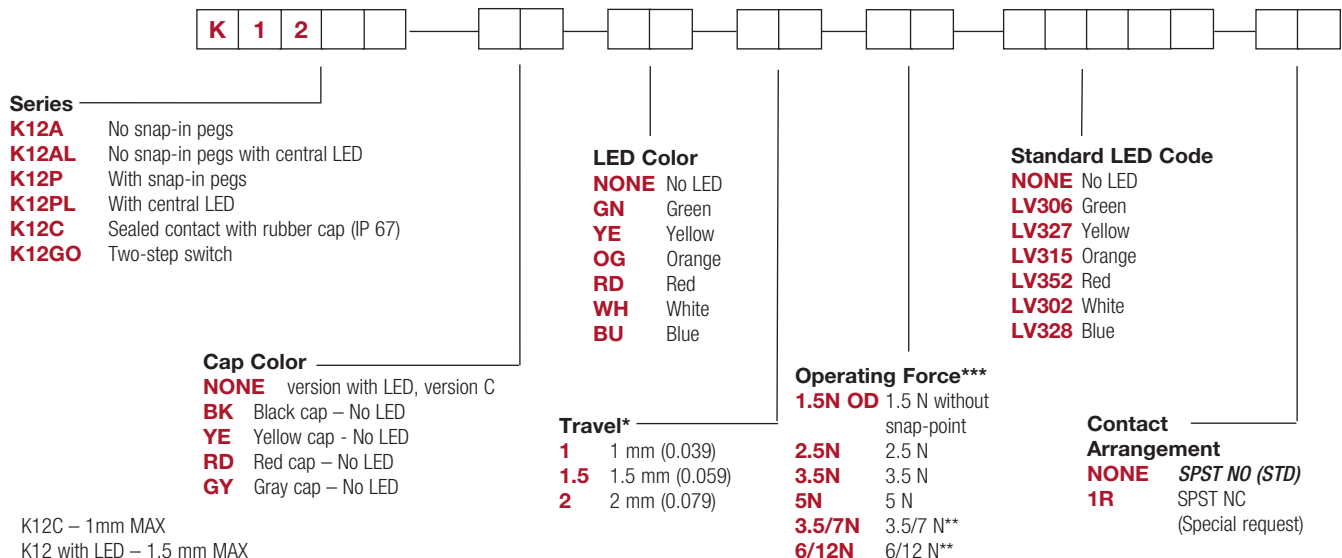 K 1 2
Series
K12A No snap-in pegs
K12AL No snap-in pegs with central LED
K12P With snap-in pegs
K12PL With central LED
K12C Sealed contact with rubber cap (IP 67)
K12GO Two-step switch
Cap Color
NONE version with LED, version C
BK Black cap – No LED
YE Yellow cap - No LED
RD Red cap – No LED
GY Gray cap – No LED
K12C – 1mm MAX
K12 with LED – 1.5 mm MAX
LED Color
NONE No LED
GN Green
YE Yellow
OG Orange
RD Red
WH White
BU Blue
Travel*
1 1 mm (0.039)
1.5 1.5 mm (0.059)
2 2 mm (0.079)
Operating Force***
1.5N OD 1.5 N without
snap-point
2.5N 2.5 N
3.5N 3.5 N
5N 5 N
3.5/7N 3.5/7 N**
6/12N 6/12 N**
Standard LED Code
NONE No LED
LV306 Green
LV327 Yellow
LV315 Orange
LV352 Red
LV302 White
LV328 Blue
Contact
Arrangement
NONE SPST NO (STD)
1R SPST NC
(Special request)